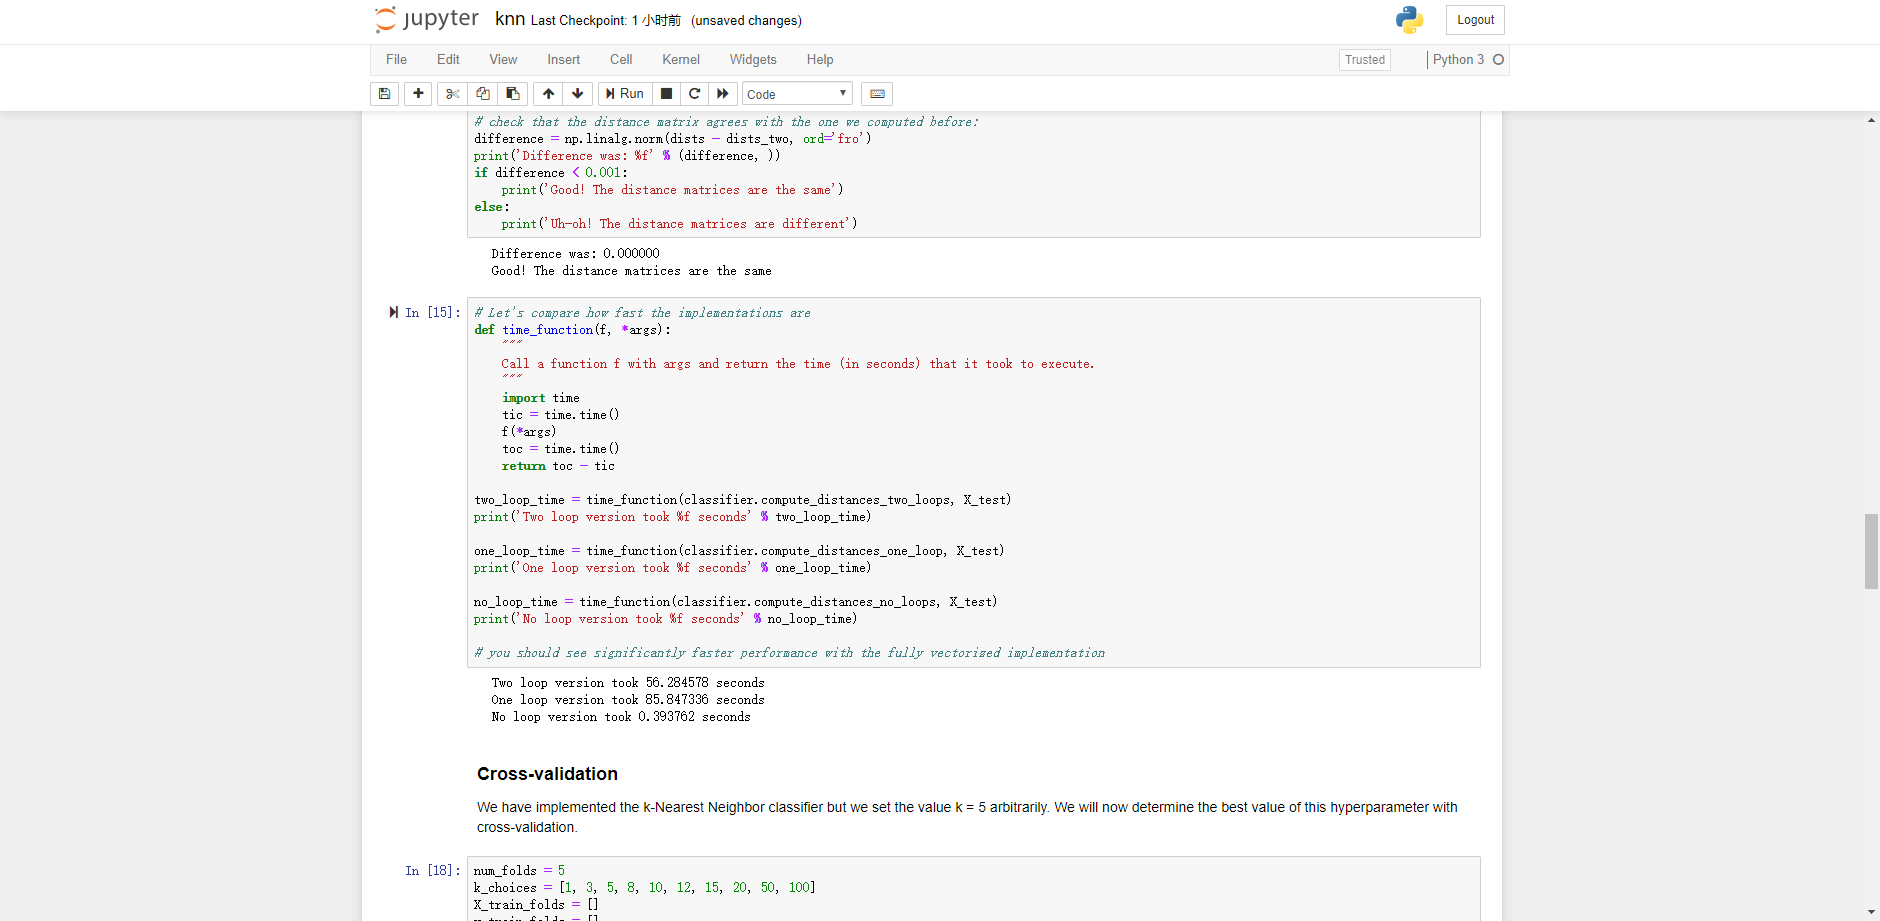 jupyter knn Last Checkpoint: 1 小时前 (unsaved changes) Logout
File Edit View Insert Cell Kernel Widgets Help Trusted Python 3
Run Code
# check that the distance matrix agrees with the one we computed before:
difference = np.linalg.norm(dists - dists_two, ord='fro')
print('Difference was: %f' % (difference, ))
if difference < 0.001:
    print('Good! The distance matrices are the same')
else:
    print('Uh-oh! The distance matrices are different')
Difference was: 0.000000
Good! The distance matrices are the same
In [15]:
# Let's compare how fast the implementations are
def time_function(f, *args):
    """
    Call a function f with args and return the time (in seconds) that it took to execute.
    """
    import time
    tic = time.time()
    f(*args)
    toc = time.time()
    return toc - tic
two_loop_time = time_function(classifier.compute_distances_two_loops, X_test)
print('Two loop version took %f seconds' % two_loop_time)
one_loop_time = time_function(classifier.compute_distances_one_loop, X_test)
print('One loop version took %f seconds' % one_loop_time)
no_loop_time = time_function(classifier.compute_distances_no_loops, X_test)
print('No loop version took %f seconds' % no_loop_time)
# you should see significantly faster performance with the fully vectorized implementation
Two loop version took 56.284578 seconds
One loop version took 85.847336 seconds
No loop version took 0.393762 seconds
Cross-validation
We have implemented the k-Nearest Neighbor classifier but we set the value k = 5 arbitrarily. We will now determine the best value of this hyperparameter with
cross-validation.
In [18]:
num_folds = 5
k_choices = [1, 3, 5, 8, 10, 12, 15, 20, 50, 100]
X_train_folds = []